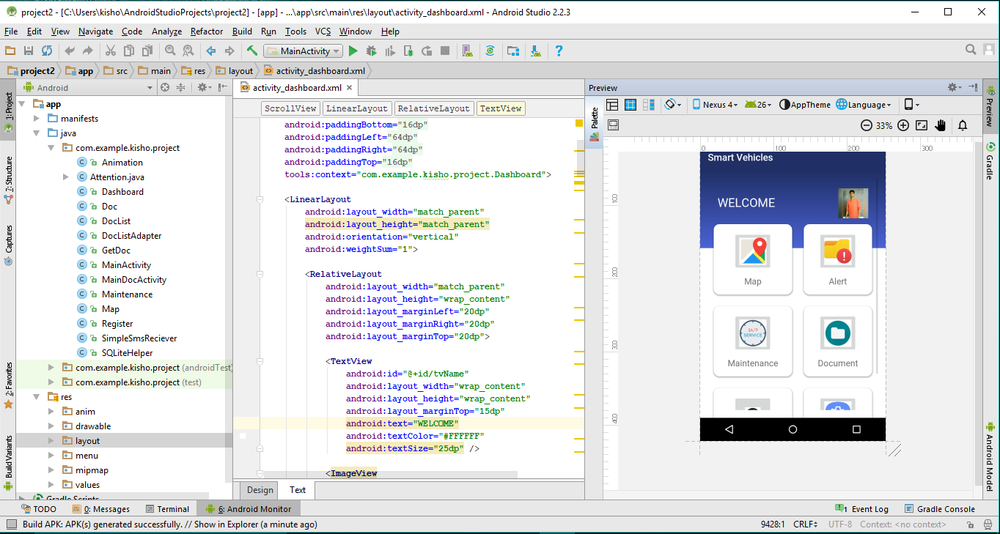 project2 - [C:\Users\kisho\AndroidStudioProjects\project2] - [app] - ...\app\src\main\res\layout\activity_dashboard.xml - Android Studio 2.2.3
File Edit View Navigate Code Analyze Refactor Build Run Tools VCS Window Help
MainActivity
project2 app src main res layout activity_dashboard.xml
1: Project
7: Structure
Captures
2: Favorites
Build Variants
Android
app
manifests
java
com.example.kisho.project
Animation
Attention.java
Dashboard
Doc
DocList
DocListAdapter
GetDoc
MainActivity
MainDocActivity
Maintenance
Map
Register
SimpleSmsReciever
SQLiteHelper
com.example.kisho.project (androidTest)
com.example.kisho.project (test)
res
anim
drawable
layout
menu
mipmap
values
Gradle Scripts
activity_dashboard.xml
ScrollView LinearLayout RelativeLayout TextView
android:paddingBottom="16dp"
android:paddingLeft="64dp"
android:paddingRight="64dp"
android:paddingTop="16dp"
tools:context="com.example.kisho.project.Dashboard">
<LinearLayout
android:layout_width="match_parent"
android:layout_height="match_parent"
android:orientation="vertical"
android:weightSum="1">
<RelativeLayout
android:layout_width="match_parent"
android:layout_height="wrap_content"
android:layout_marginLeft="20dp"
android:layout_marginRight="20dp"
android:layout_marginTop="20dp">
<TextView
android:id="@+id/tvName"
android:layout_width="wrap_content"
android:layout_height="wrap_content"
android:layout_marginTop="15dp"
android:text="WELCOME"
android:textColor="#FFFFFF"
android:textSize="25dp" />
<ImageView
Design Text
Preview
Palette
Nexus 4 26 AppTheme Language
33%
0 100 200 300
100
200
300
400
Smart Vehicles
WELCOME
Map Alert
24/7
SERVICE
Maintenance Document
Preview
Gradle
Android Model
TODO 0: Messages Terminal 6: Android Monitor 1 Event Log Gradle Console
Build APK: APK(s) generated successfully. // Show in Explorer (a minute ago) 9428:1 CRLF UTF-8 Context: <no context>